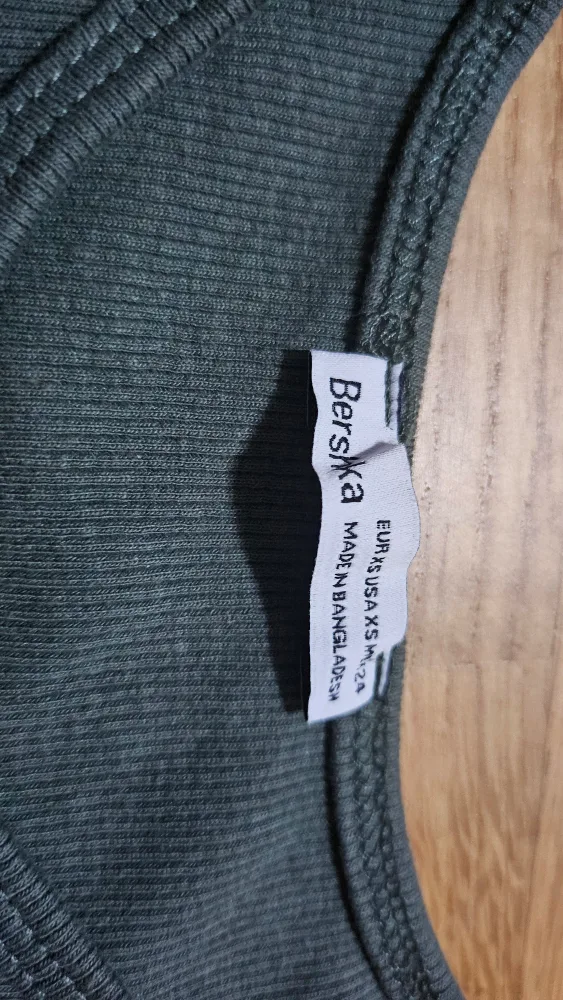 Bershka
EUR XS USA XS MEX 24
MADE IN BANGLADESH